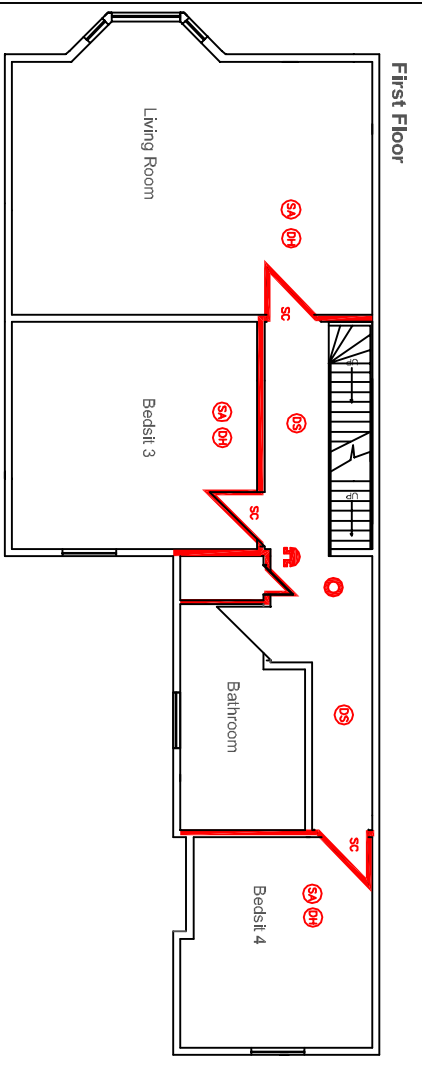 First Floor
Living Room
SA
DH
SC
UP
UP
DS
Bedsit 3
SA
DH
SC
Bathroom
DS
SC
Bedsit 4
SA
DH